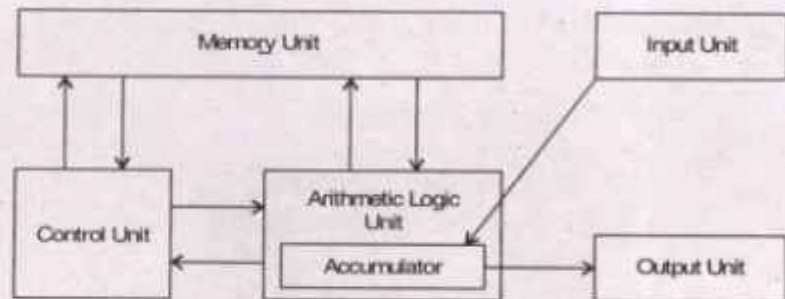 Memory Unit
Input Unit
Control Unit
Arithmetic Logic
Unit
Accumulator
Output Unit